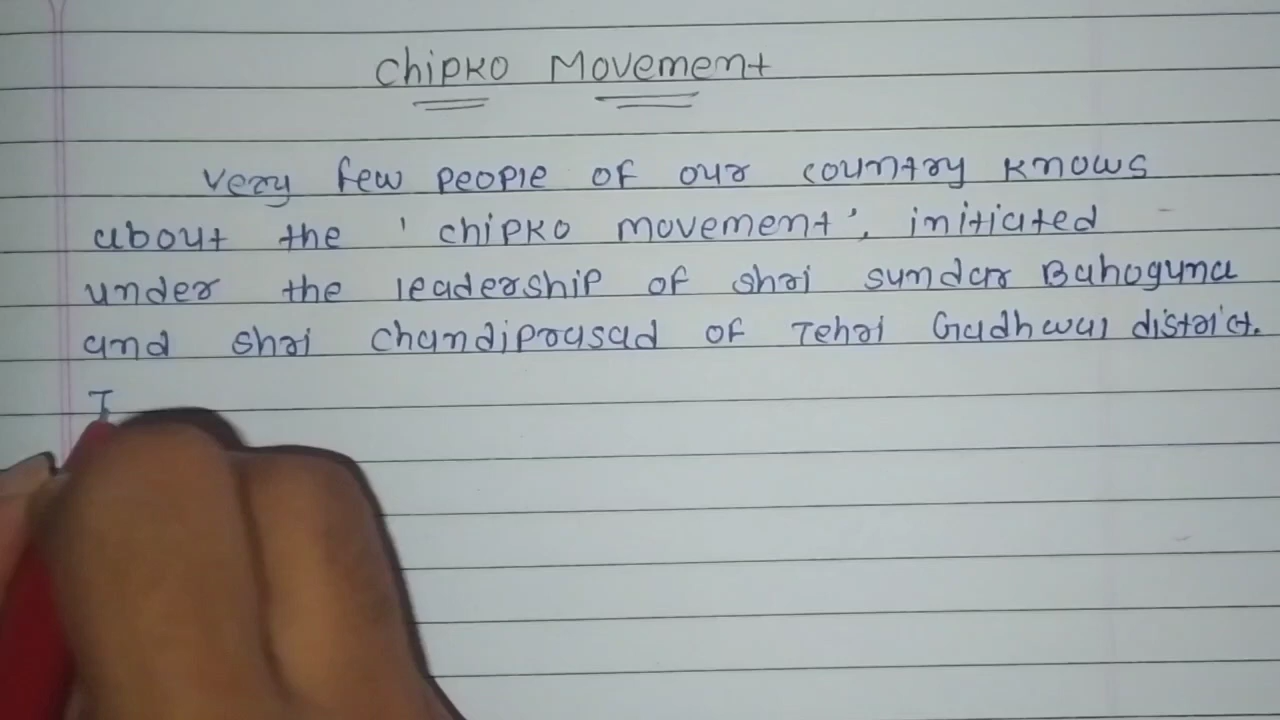 Chipko Movement
Very few people of our country knows
about the ' chipko movement', initiated
under the leadership of shri sundar Bahoguna
and shri Chandiprasad of Tehri Gadhwal district.
I